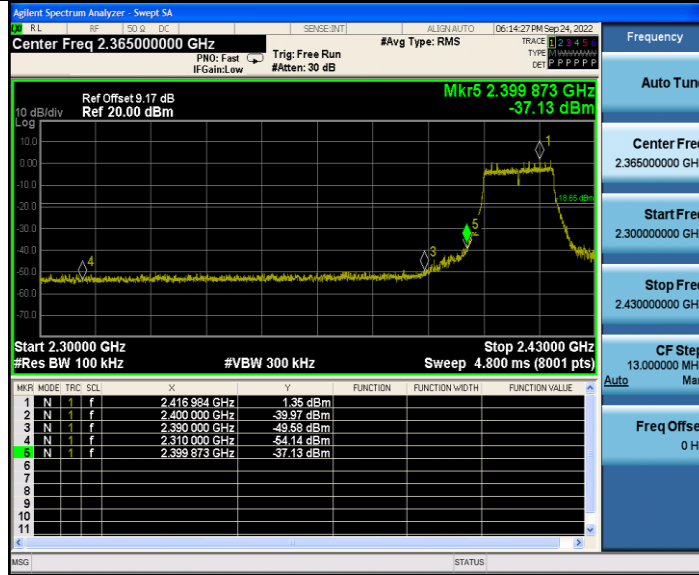 Agilent Spectrum Analyzer - Swept SA
RL RF 50 Ω DC SENSE:INT ALIGN AUTO 06:14:27 PM Sep 24, 2022
Center Freq 2.365000000 GHz #Avg Type: RMS TRACE 1 2 3 4 5 6
PNO: Fast Trig: Free Run TYPE M
IFGain:Low #Atten: 30 dB DET P P P P P P
Frequency
Auto Tune
Center Freq
2.365000000 GH
Start Freq
2.300000000 GH
Stop Freq
2.430000000 GH
CF Step
13.000000 MH
Auto Ma
Freq Offse
0 H
Ref Offset 9.17 dB Mkr5 2.399 873 GHz
10 dB/div Ref 20.00 dBm -37.13 dBm
Log
10.0
0.00
-10.0
-20.0
-30.0
-40.0
-50.0
-60.0
-70.0
1
-18.65 dBm
5
3
4
Start 2.30000 GHz Stop 2.43000 GHz
#Res BW 100 kHz #VBW 300 kHz Sweep 4.800 ms (8001 pts)
MKR MODE TRC SCL X Y FUNCTION FUNCTION WIDTH FUNCTION VALUE
1 N 1 f 2.416 984 GHz 1.35 dBm
2 N 1 f 2.400 000 GHz -39.97 dBm
3 N 1 f 2.390 000 GHz -49.58 dBm
4 N 1 f 2.310 000 GHz -54.14 dBm
5 N 1 f 2.399 873 GHz -37.13 dBm
6
7
8
9
10
11
MSG STATUS